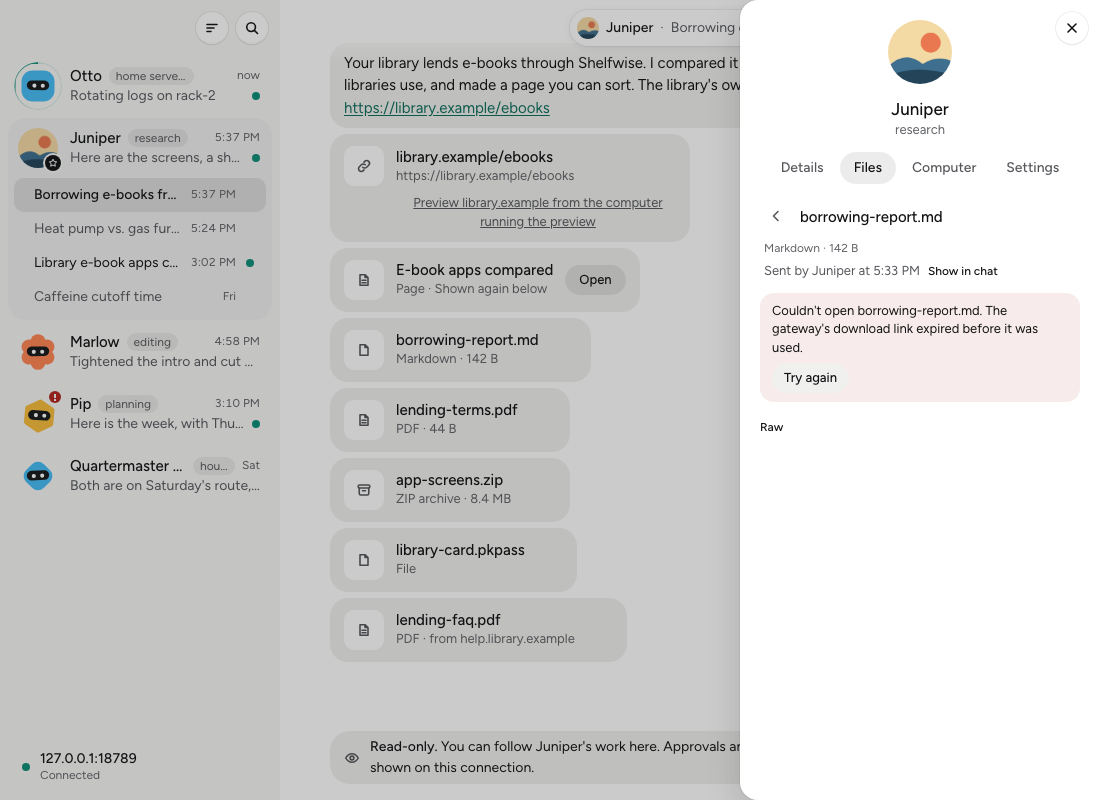 Otto home serve... now
Rotating logs on rack-2
Juniper research 5:37 PM
Here are the screens, a sh...
Borrowing e-books fr... 5:37 PM
Heat pump vs. gas fur... 5:24 PM
Library e-book apps c... 3:02 PM
Caffeine cutoff time Fri
Marlow editing 4:58 PM
Tightened the intro and cut ...
Pip planning 3:10 PM
Here is the week, with Thu...
Quartermaster ... hou... Sat
Both are on Saturday's route,...
127.0.0.1:18789
Connected
Juniper · Borrowing
Your library lends e-books through Shelfwise. I compared it
libraries use, and made a page you can sort. The library's ow
https://library.example/ebooks
library.example/ebooks
https://library.example/ebooks
Preview library.example from the computer
running the preview
E-book apps compared
Page · Shown again below
Open
borrowing-report.md
Markdown · 142 B
lending-terms.pdf
PDF · 44 B
app-screens.zip
ZIP archive · 8.4 MB
library-card.pkpass
File
lending-faq.pdf
PDF · from help.library.example
Read-only. You can follow Juniper's work here. Approvals ar
shown on this connection.
Juniper
research
Details Files Computer Settings
borrowing-report.md
Markdown · 142 B
Sent by Juniper at 5:33 PM Show in chat
Couldn't open borrowing-report.md. The
gateway's download link expired before it was
used.
Try again
Raw